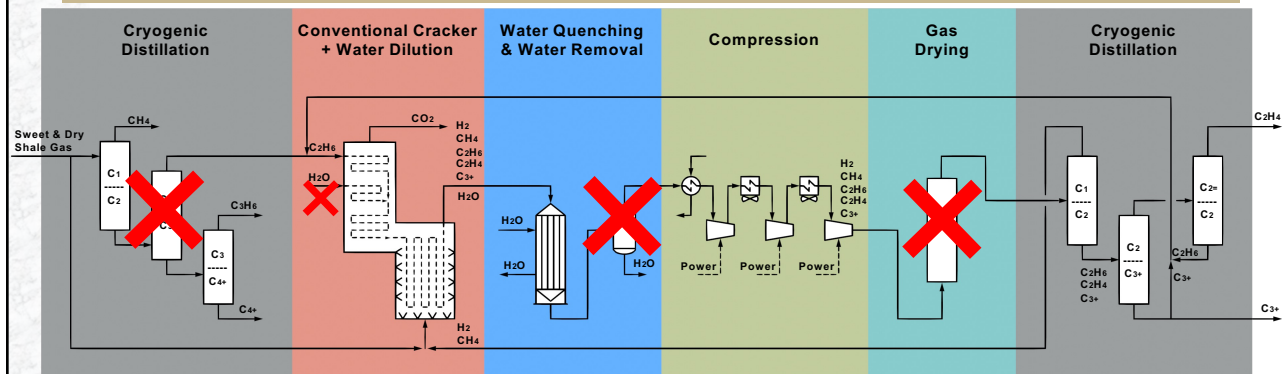 Cryogenic
Distillation
Conventional Cracker
+ Water Dilution
Water Quenching
& Water Removal
Compression
Gas
Drying
Cryogenic
Distillation
Sweet & Dry
Shale Gas
CH4
C1
-----
C2
C3H6
C3
-----
C4+
C4+
C2H6
H2O
CO2
H2
CH4
C2H6
C2H4
C3+
H2O
H2
CH4
H2O
H2O
H2O
Power
Power
Power
H2
CH4
C2H6
C2H4
C3+
C1
-----
C2
C2H6
C2H4
C3+
C2
-----
C3+
C2=
-----
C2
C2H6
C3+
C2H4
C3+